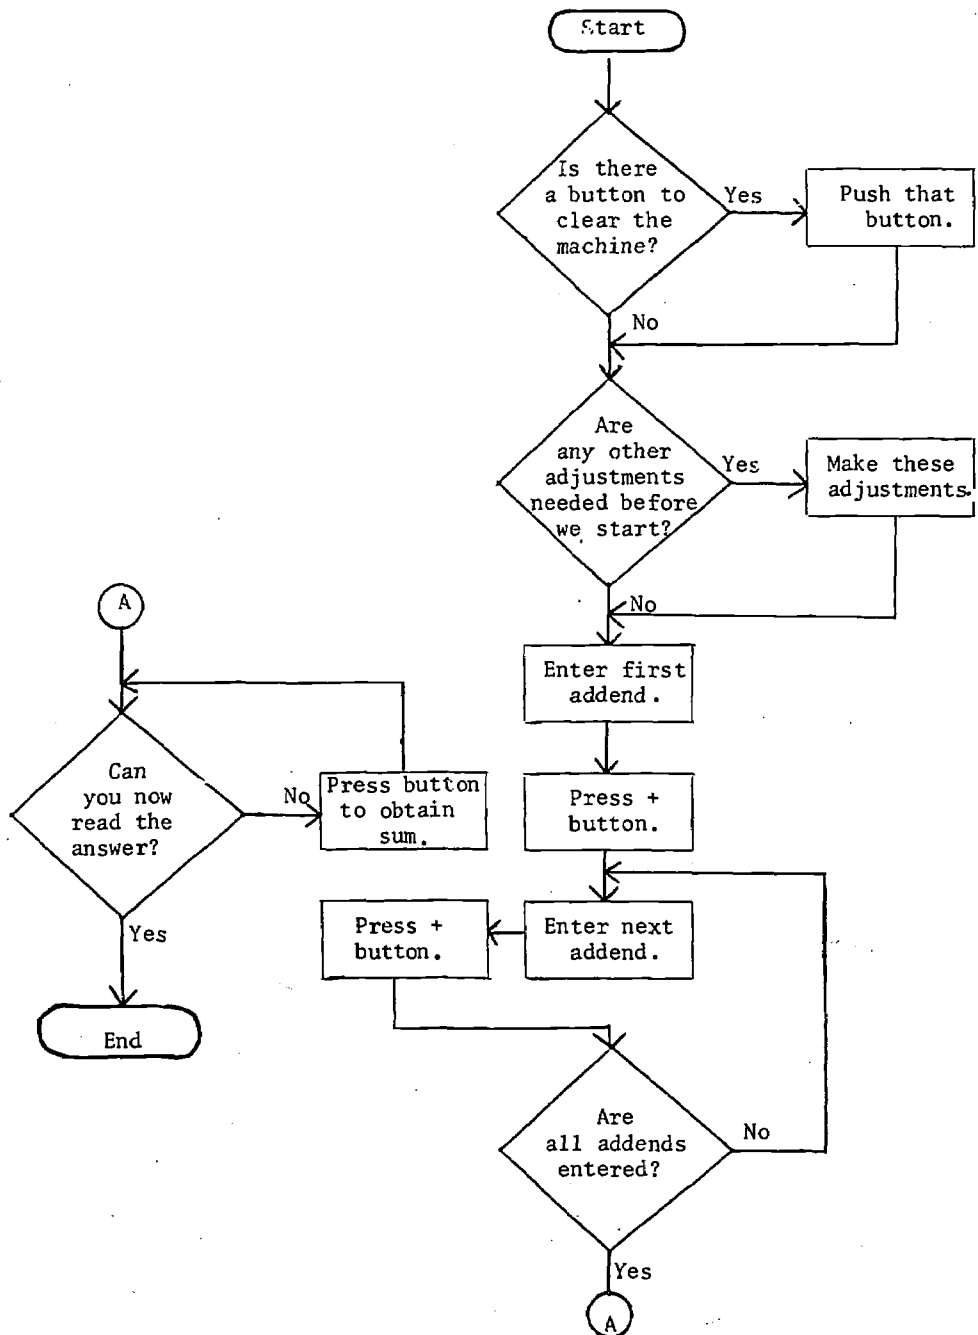 Start
Is there
a button to
clear the
machine?
Yes
Push that
button.
No
Are
any other
adjustments
needed before
we start?
Yes
Make these
adjustments.
No
Enter first
addend.
Press +
button.
Enter next
addend.
Press +
button.
Are
all addends
entered?
No
Yes
A
A
Can
you now
read the
answer?
No
Press button
to obtain
sum.
Yes
End